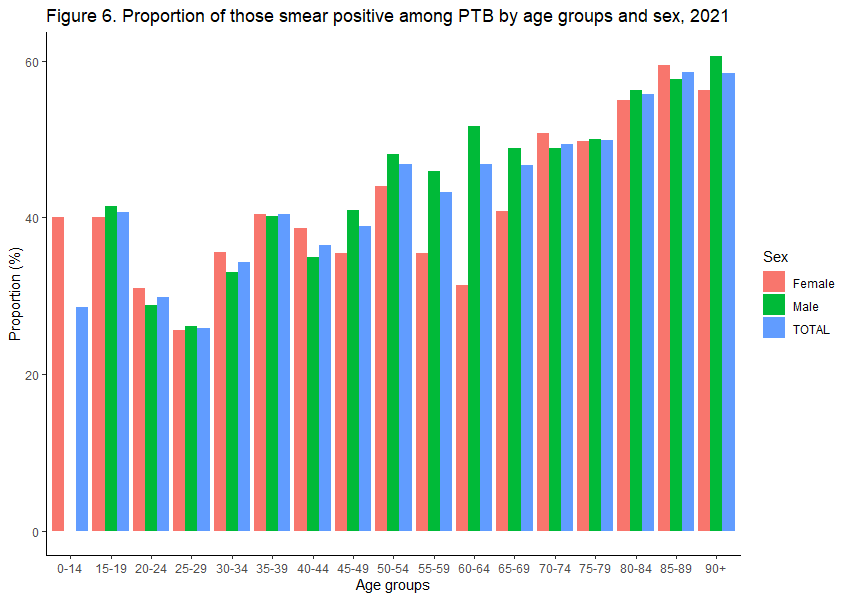 Figure 6. Proportion of those smear positive among PTB by age groups and sex, 2021
60
40
20
0
Proportion (%)
0-14 15-19 20-24 25-29 30-34 35-39 40-44 45-49 50-54 55-59 60-64 65-69 70-74 75-79 80-84 85-89 90+
Age groups
Sex
Female
Male
TOTAL